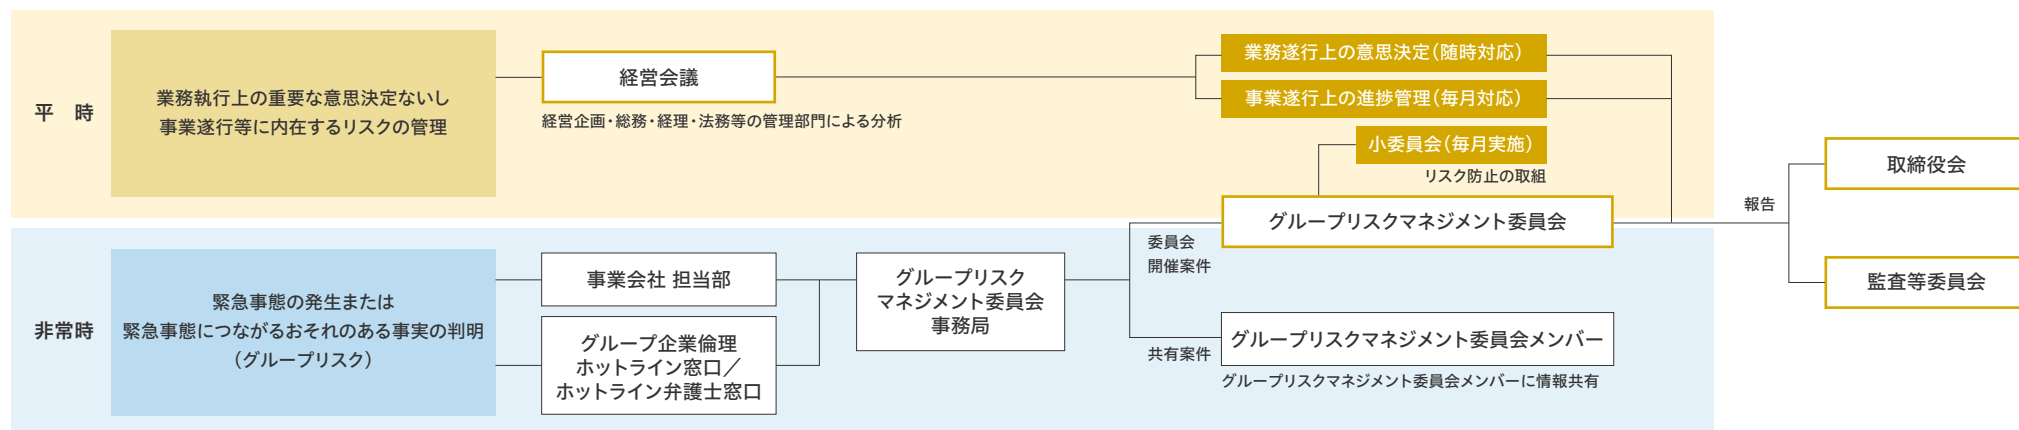 平 時
業務執行上の重要な意思決定ないし
事業遂行等に内在するリスクの管理
経営会議
経営企画・総務・経理・法務等の管理部門による分析
業務遂行上の意思決定（随時対応）
事業遂行上の進捗管理（毎月対応）
小委員会（毎月実施）
リスク防止の取組
グループリスクマネジメント委員会
非常時
緊急事態の発生または
緊急事態につながるおそれのある事実の判明
（グループリスク）
事業会社 担当部
グループ企業倫理
ホットライン窓口／
ホットライン弁護士窓口
グループリスク
マネジメント委員会
事務局
委員会
開催案件
共有案件
グループリスクマネジメント委員会メンバー
グループリスクマネジメント委員会メンバーに情報共有
報告
取締役会
監査等委員会